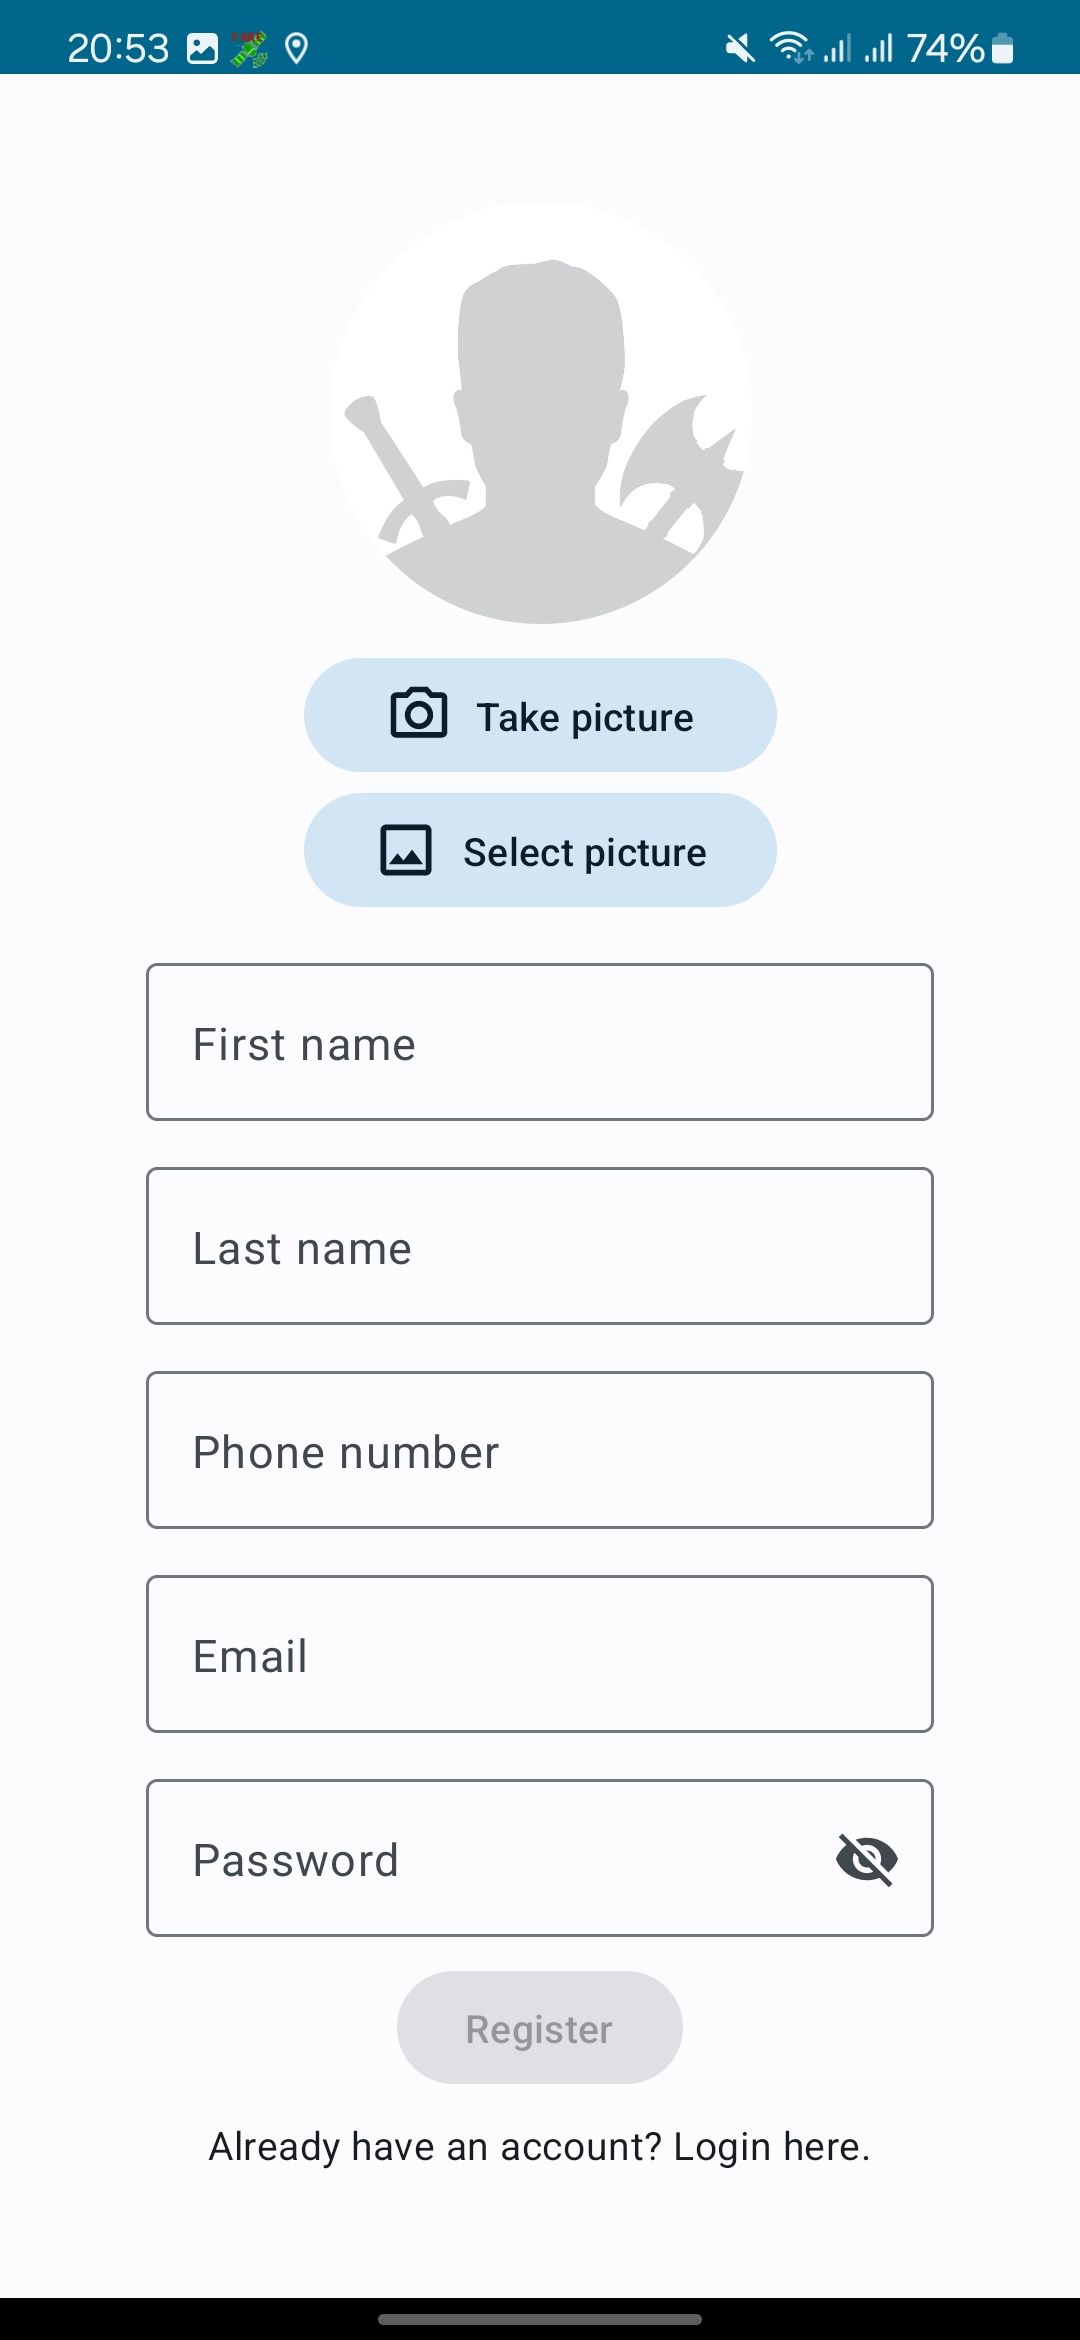 20:53
FAKE
74%
Take picture
Select picture
First name
Last name
Phone number
Email
Password
Register
Already have an account? Login here.